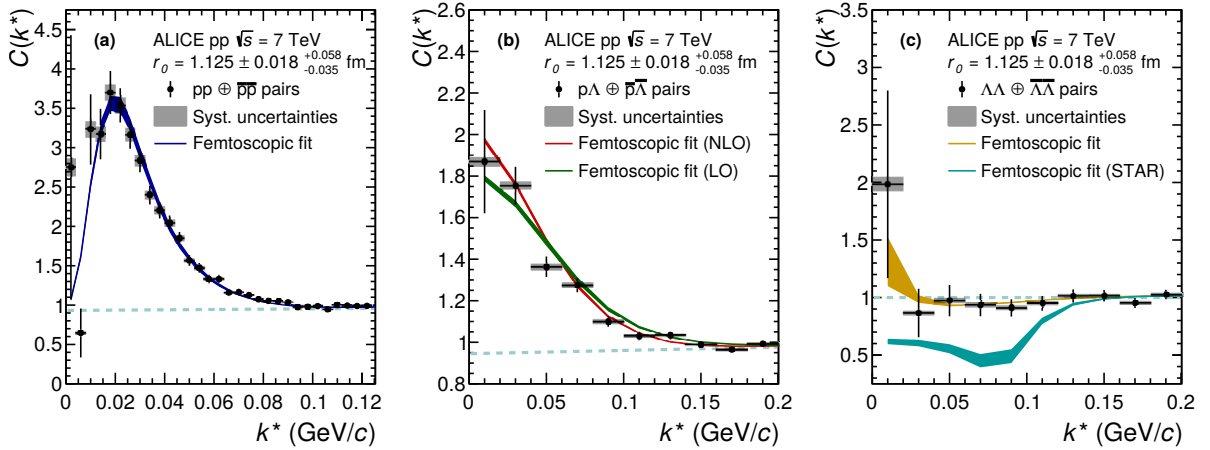 (a) ALICE pp √s = 7 TeV
r₀ = 1.125 ± 0.018 +0.058 -0.035 fm
pp ⊕ p̅p̅ pairs
Syst. uncertainties
Femtoscopic fit
C(k*)
4
3.5
3
2.5
2
1.5
1
0.5
0
0 0.02 0.04 0.06 0.08 0.1 0.12
k* (GeV/c)
(b) ALICE pp √s = 7 TeV
r₀ = 1.125 ± 0.018 +0.058 -0.035 fm
pΛ ⊕ p̅Λ̅ pairs
Syst. uncertainties
Femtoscopic fit (NLO)
Femtoscopic fit (LO)
C(k*)
2.6
2.4
2.2
2
1.8
1.6
1.4
1.2
1
0.8
0 0.05 0.1 0.15 0.2
k* (GeV/c)
(c) ALICE pp √s = 7 TeV
r₀ = 1.125 ± 0.018 +0.058 -0.035 fm
ΛΛ ⊕ Λ̅Λ̅ pairs
Syst. uncertainties
Femtoscopic fit
Femtoscopic fit (STAR)
C(k*)
3.5
3
2.5
2
1.5
1
0.5
0 0.05 0.1 0.15 0.2
k* (GeV/c)